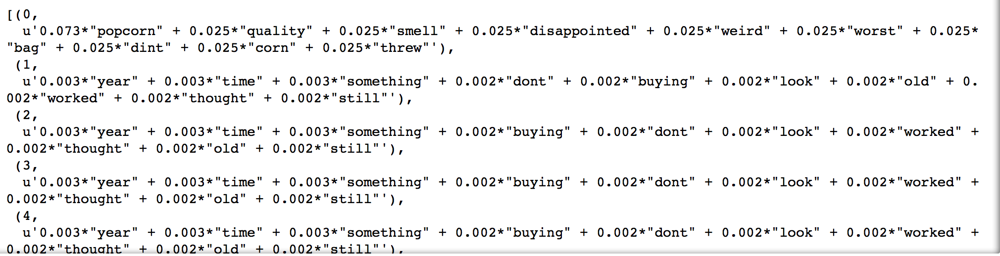 [(0,
  u'0.073*"popcorn" + 0.025*"quality" + 0.025*"smell" + 0.025*"disappointed" + 0.025*"weird" + 0.025*"worst" + 0.025*
"bag" + 0.025*"dint" + 0.025*"corn" + 0.025*"threw"'),
 (1,
  u'0.003*"year" + 0.003*"time" + 0.003*"something" + 0.002*"dont" + 0.002*"buying" + 0.002*"look" + 0.002*"old" + 0.
002*"worked" + 0.002*"thought" + 0.002*"still"'),
 (2,
  u'0.003*"year" + 0.003*"time" + 0.003*"something" + 0.002*"buying" + 0.002*"dont" + 0.002*"look" + 0.002*"worked" +
0.002*"thought" + 0.002*"old" + 0.002*"still"'),
 (3,
  u'0.003*"year" + 0.003*"time" + 0.003*"something" + 0.002*"buying" + 0.002*"dont" + 0.002*"look" + 0.002*"worked" +
0.002*"thought" + 0.002*"old" + 0.002*"still"'),
 (4,
  u'0.003*"year" + 0.003*"time" + 0.003*"something" + 0.002*"buying" + 0.002*"dont" + 0.002*"look" + 0.002*"worked" +
0.002*"thought" + 0.002*"old" + 0.002*"still"'),